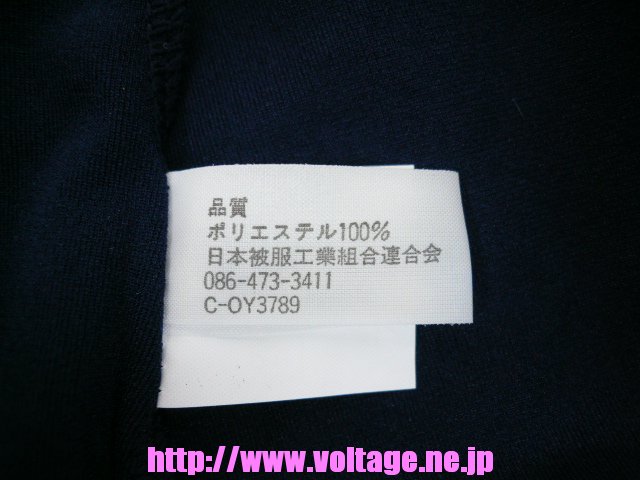 品質
ポリエステル100%
日本被服工業組合連合会
086-473-3411
C-OY3789
http://www.voltage.ne.jp